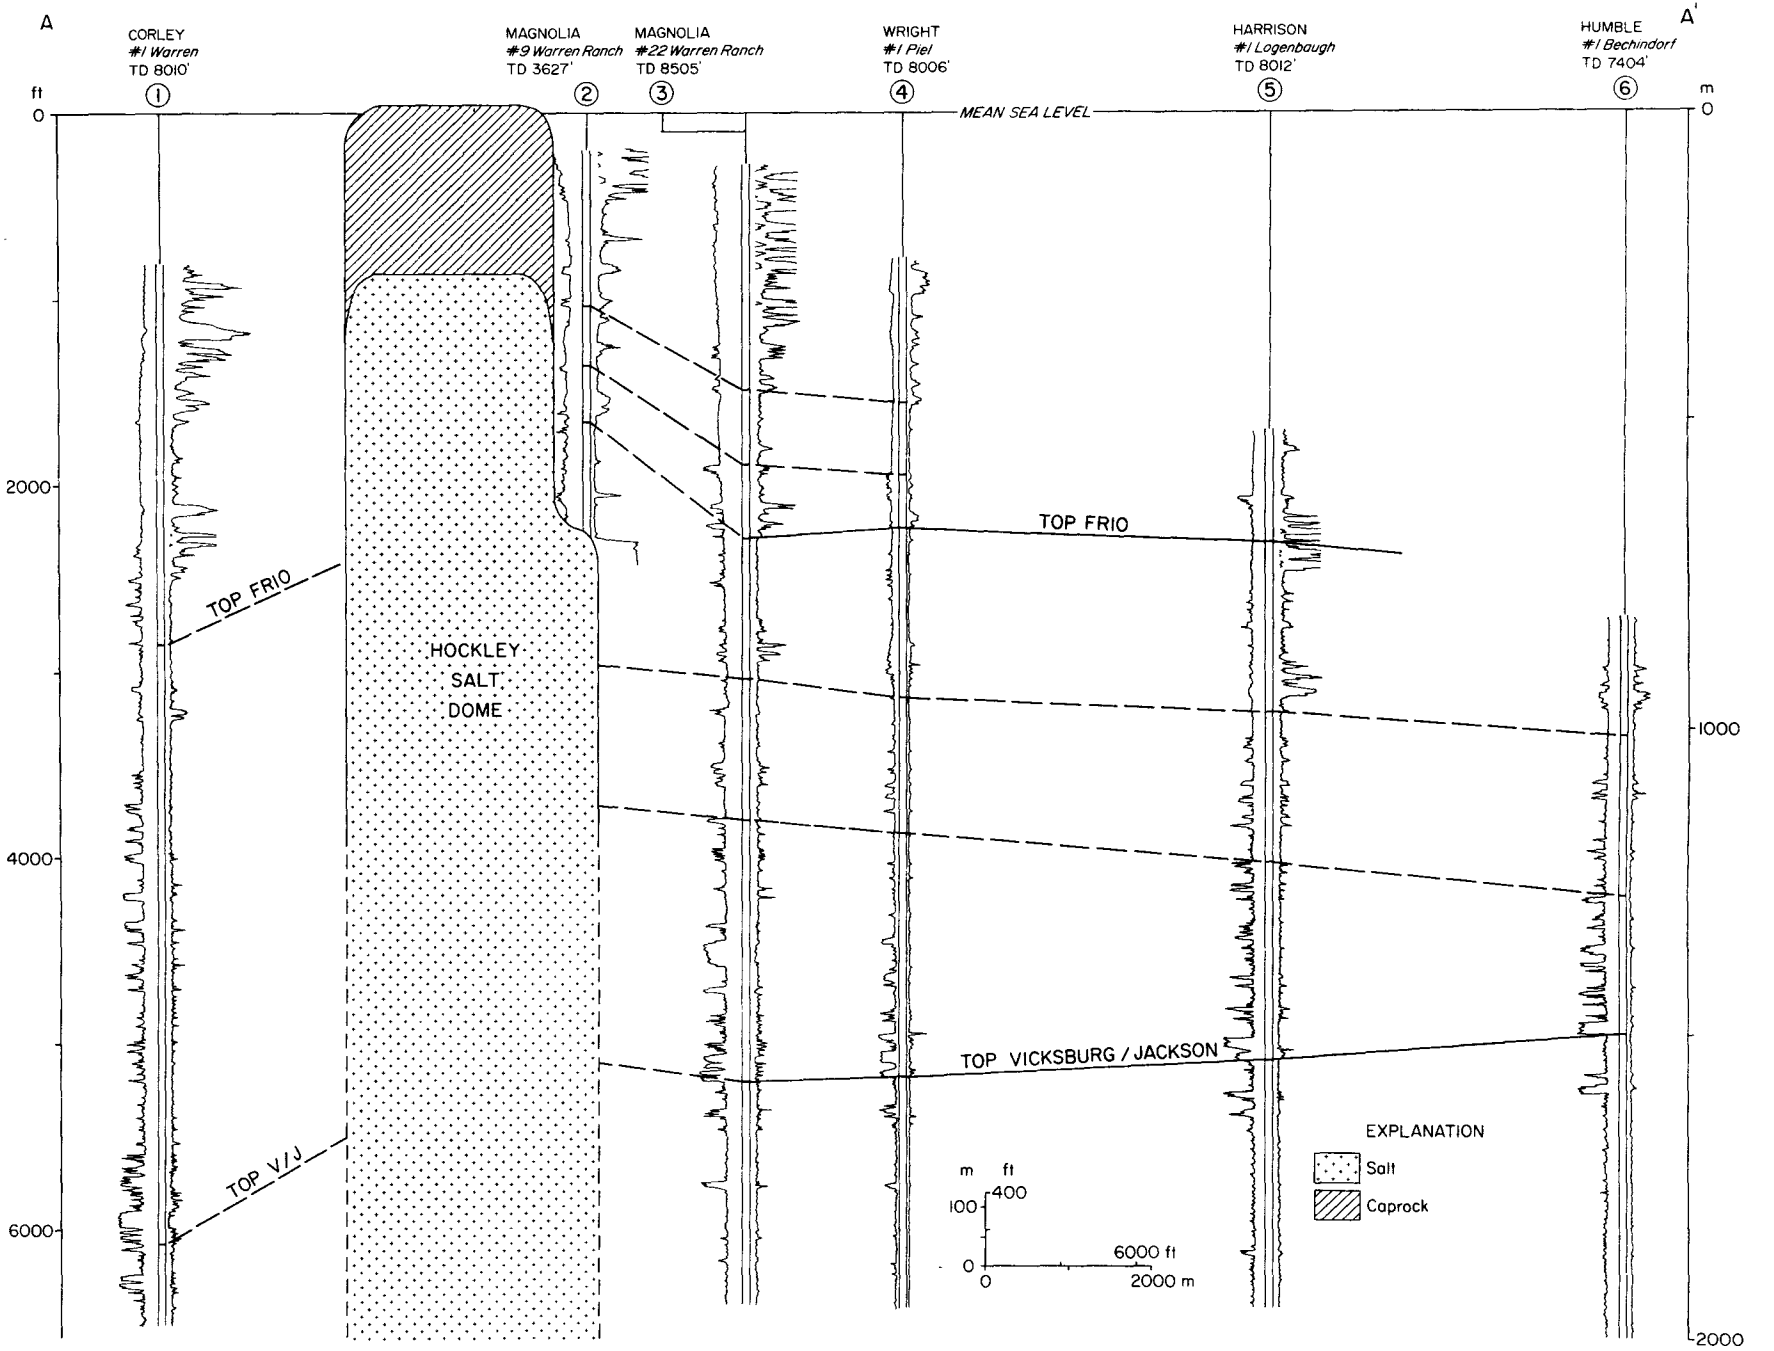 A
A'
CORLEY
#1 Warren
TD 8010'
①
MAGNOLIA
#9 Warren Ranch
TD 3627'
②
MAGNOLIA
#22 Warren Ranch
TD 8505'
③
WRIGHT
#1 Piel
TD 8006'
④
HARRISON
#1 Logenbaugh
TD 8012'
⑤
HUMBLE
#1 Bechindorf
TD 7404'
⑥
ft
0
2000
4000
6000
m
0
1000
2000
MEAN SEA LEVEL
TOP FRIO
TOP FRIO
HOCKLEY
SALT
DOME
TOP VICKSBURG / JACKSON
TOP V/J
EXPLANATION
Salt
Caprock
m ft
400
100
0
6000 ft
0 2000 m